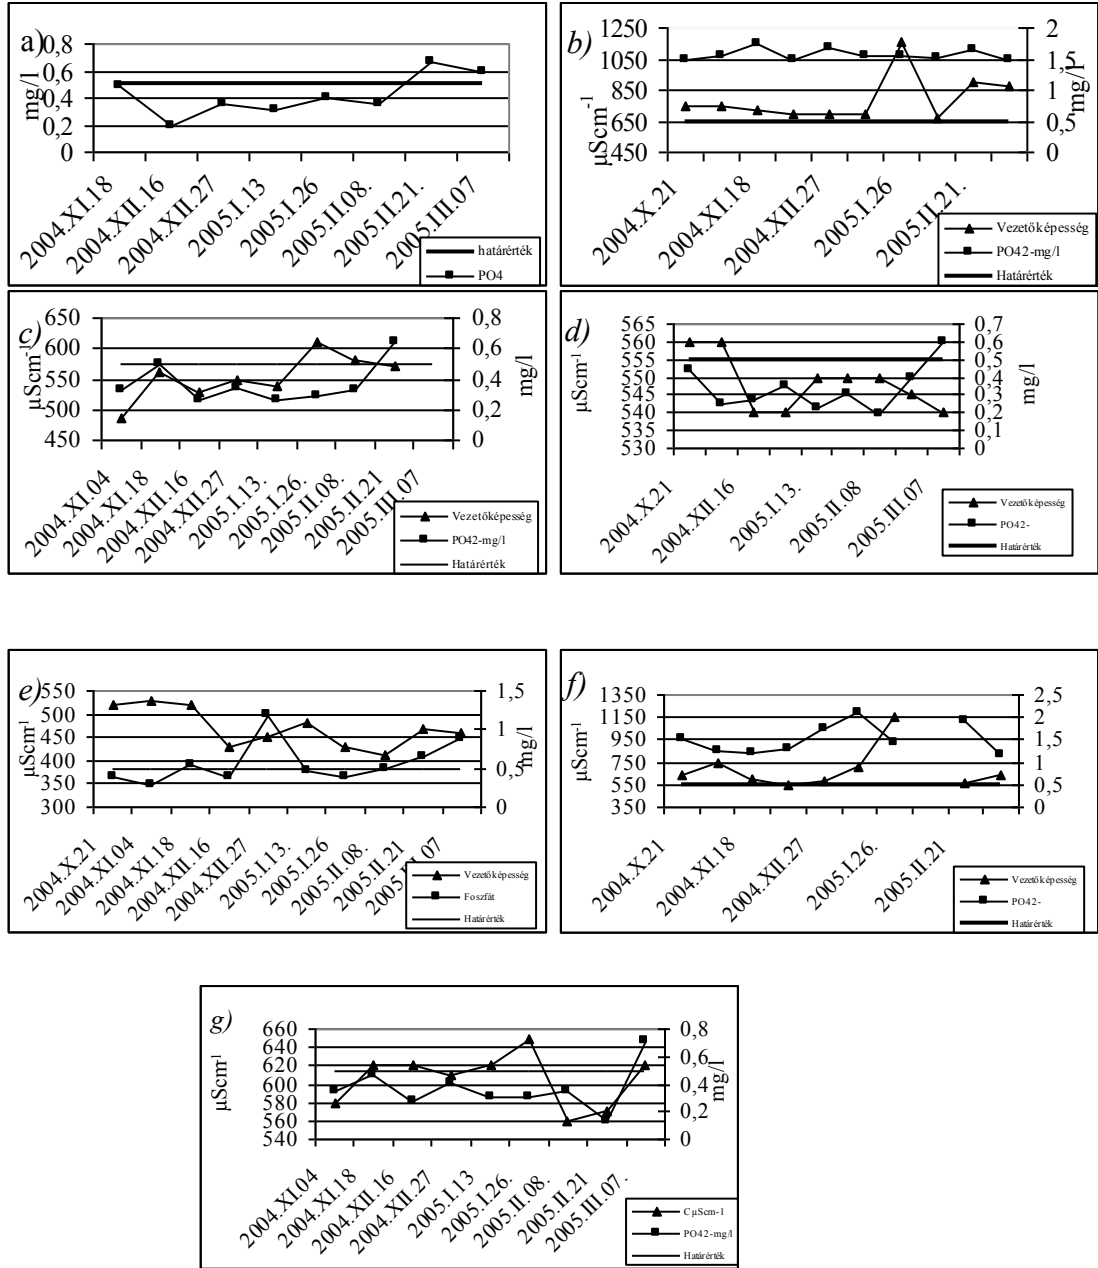 a)
mg/l
0,8
0,6
0,4
0,2
0
2004.XI.18
2004.XII.16
2004.XII.27
2005.I.13
2005.I.26
2005.II.08.
2005.II.21.
2005.III.07
határérték
PO4
b)
µScm-1
1250
1050
850
650
450
2
1,5
1
0,5
0
mg/l
2004.X.21
2004.XI.18
2004.XII.27
2005.I.26
2005.II.21.
Vezetőképesség
PO42-mg/l
Határérték
c)
µScm-1
650
600
550
500
450
0,8
0,6
0,4
0,2
0
mg/l
2004.XI.04
2004.XI.18
2004.XII.16
2004.XII.27
2005.I.13.
2005.I.26.
2005.II.08.
2005.II.21
2005.III.07
Vezetőképesség
PO42-mg/l
Határérték
d)
µScm-1
565
560
555
550
545
540
535
530
0,7
0,6
0,5
0,4
0,3
0,2
0,1
0
mg/l
2004.X.21
2004.XII.16
2005.I.13.
2005.II.08
2005.III.07
Vezetőképesség
PO42-
Határérték
e)
µScm-1
550
500
450
400
350
300
1,5
1
0,5
0
mg/l
2004.X.21
2004.XI.04
2004.XI.18
2004.XII.16
2004.XII.27
2005.I.13.
2005.I.26
2005.II.08.
2005.II.21
2005.III.07
Vezetőképesség
Foszfát
Határérték
f)
µScm-1
1350
1150
950
750
550
350
2,5
2
1,5
1
0,5
0
2004.X.21
2004.XI.18
2004.XII.27
2005.I.26.
2005.II.21
Vezetőképesség
PO42-
Határérték
g)
µScm1
660
640
620
600
580
560
540
0,8
0,6
0,4
0,2
0
mg/l
2004.XI.04
2004.XI.18
2004.XII.16
2004.XII.27
2005.I.13
2005.I.26.
2005.II.08.
2005.II.21
2005.III.07.
CµScm-1
PO42-mg/l
Határérték